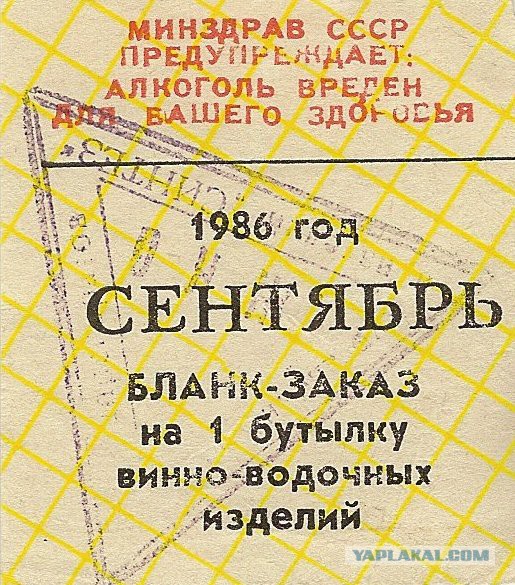 МИНЗДРАВ СССР
ПРЕДУПРЕЖДАЕТ:
АЛКОГОЛЬ ВРЕДЕН
ДЛЯ ВАШЕГО ЗДОРОВЬЯ
СИНТЕЗ
1986 год
СЕНТЯБРЬ
БЛАНК-ЗАКАЗ
на 1 бутылку
винно-водочных
изделий
YAPLAKAL.COM